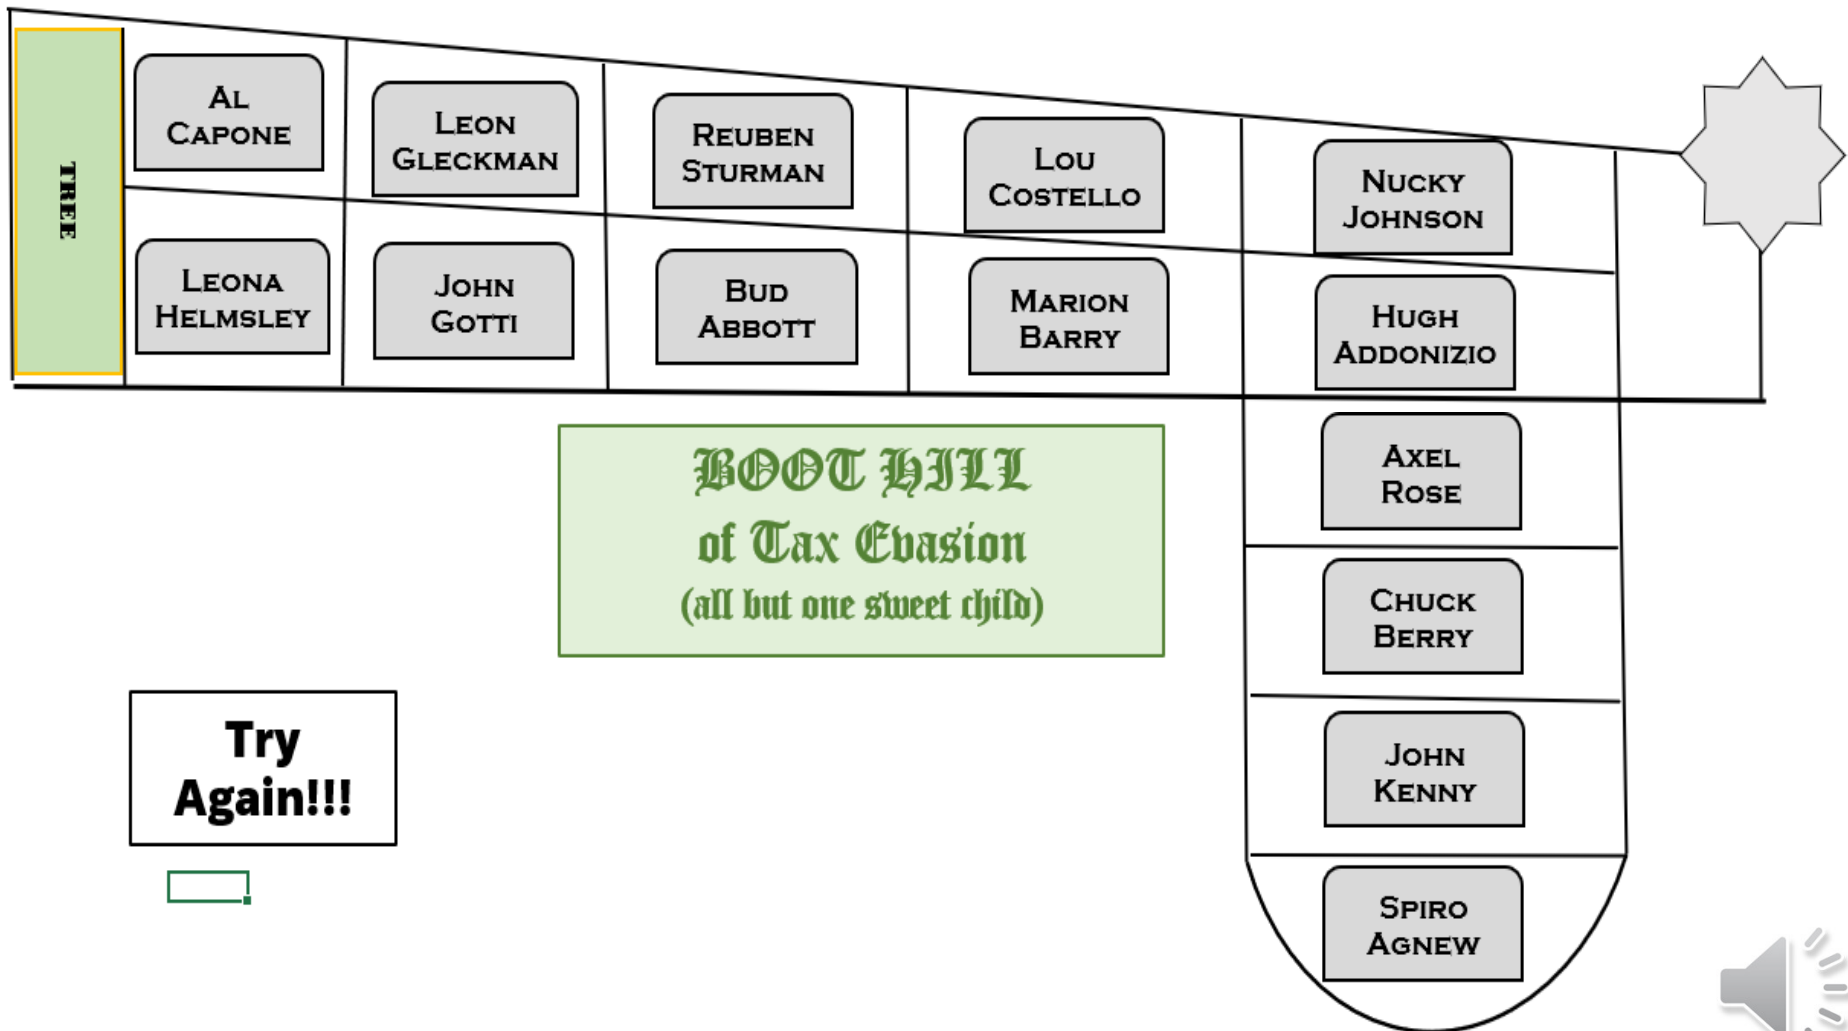 TREE
AL
CAPONE
LEON
GLECKMAN
REUBEN
STURMAN
LOU
COSTELLO
NUCKY
JOHNSON
LEONA
HELMSLEY
JOHN
GOTTI
BUD
ABBOTT
MARION
BARRY
HUGH
ADDONIZIO
AXEL
ROSE
CHUCK
BERRY
JOHN
KENNY
SPIRO
AGNEW
BOOT HILL
of Tax Evasion
(all but one sweet child)
Try
Again!!!